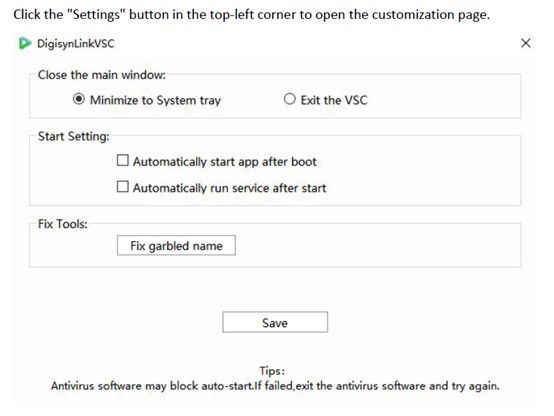 Click the "Settings" button in the top-left corner to open the customization page.
DigisynLinkVSC
Close the main window:
Minimize to System tray
Exit the VSC
Start Setting:
Automatically start app after boot
Automatically run service after start
Fix Tools:
Fix garbled name
Save
Tips:
Antivirus software may block auto-start.If failed,exit the antivirus software and try again.